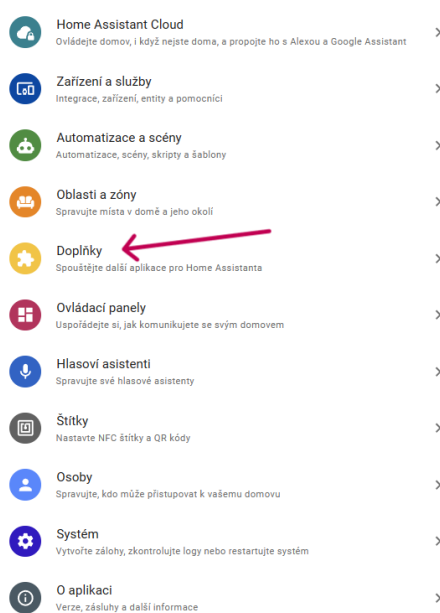 Home Assistant Cloud
Ovládejte domov, i když nejste doma, a propojte ho s Alexou a Google Assistant
Zařízení a služby
Integrace, zařízení, entity a pomocníci
Automatizace a scény
Automatizace, scény, skripty a šablony
Oblasti a zóny
Spravujte místa v domě a jeho okolí
Doplňky
Spouštějte další aplikace pro Home Assistanta
Ovládací panely
Uspořádejte si, jak komunikujete se svým domovem
Hlasoví asistenti
Spravujte své hlasové asistenty
Štítky
Nastavte NFC štítky a QR kódy
Osoby
Spravujte, kdo může přistupovat k vašemu domovu
Systém
Vytvořte zálohy, zkontrolujte logy nebo restartujte systém
O aplikaci
Verze, zásluhy a další informace